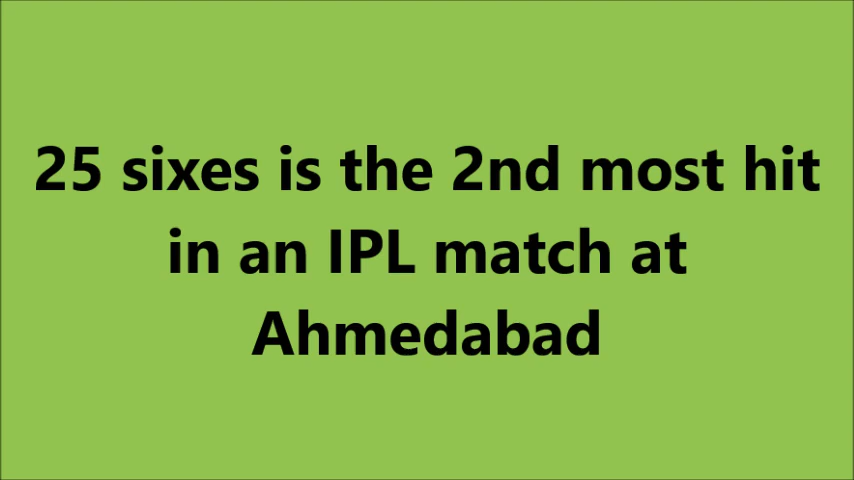 25 sixes is the 2nd most hit
in an IPL match at
Ahmedabad